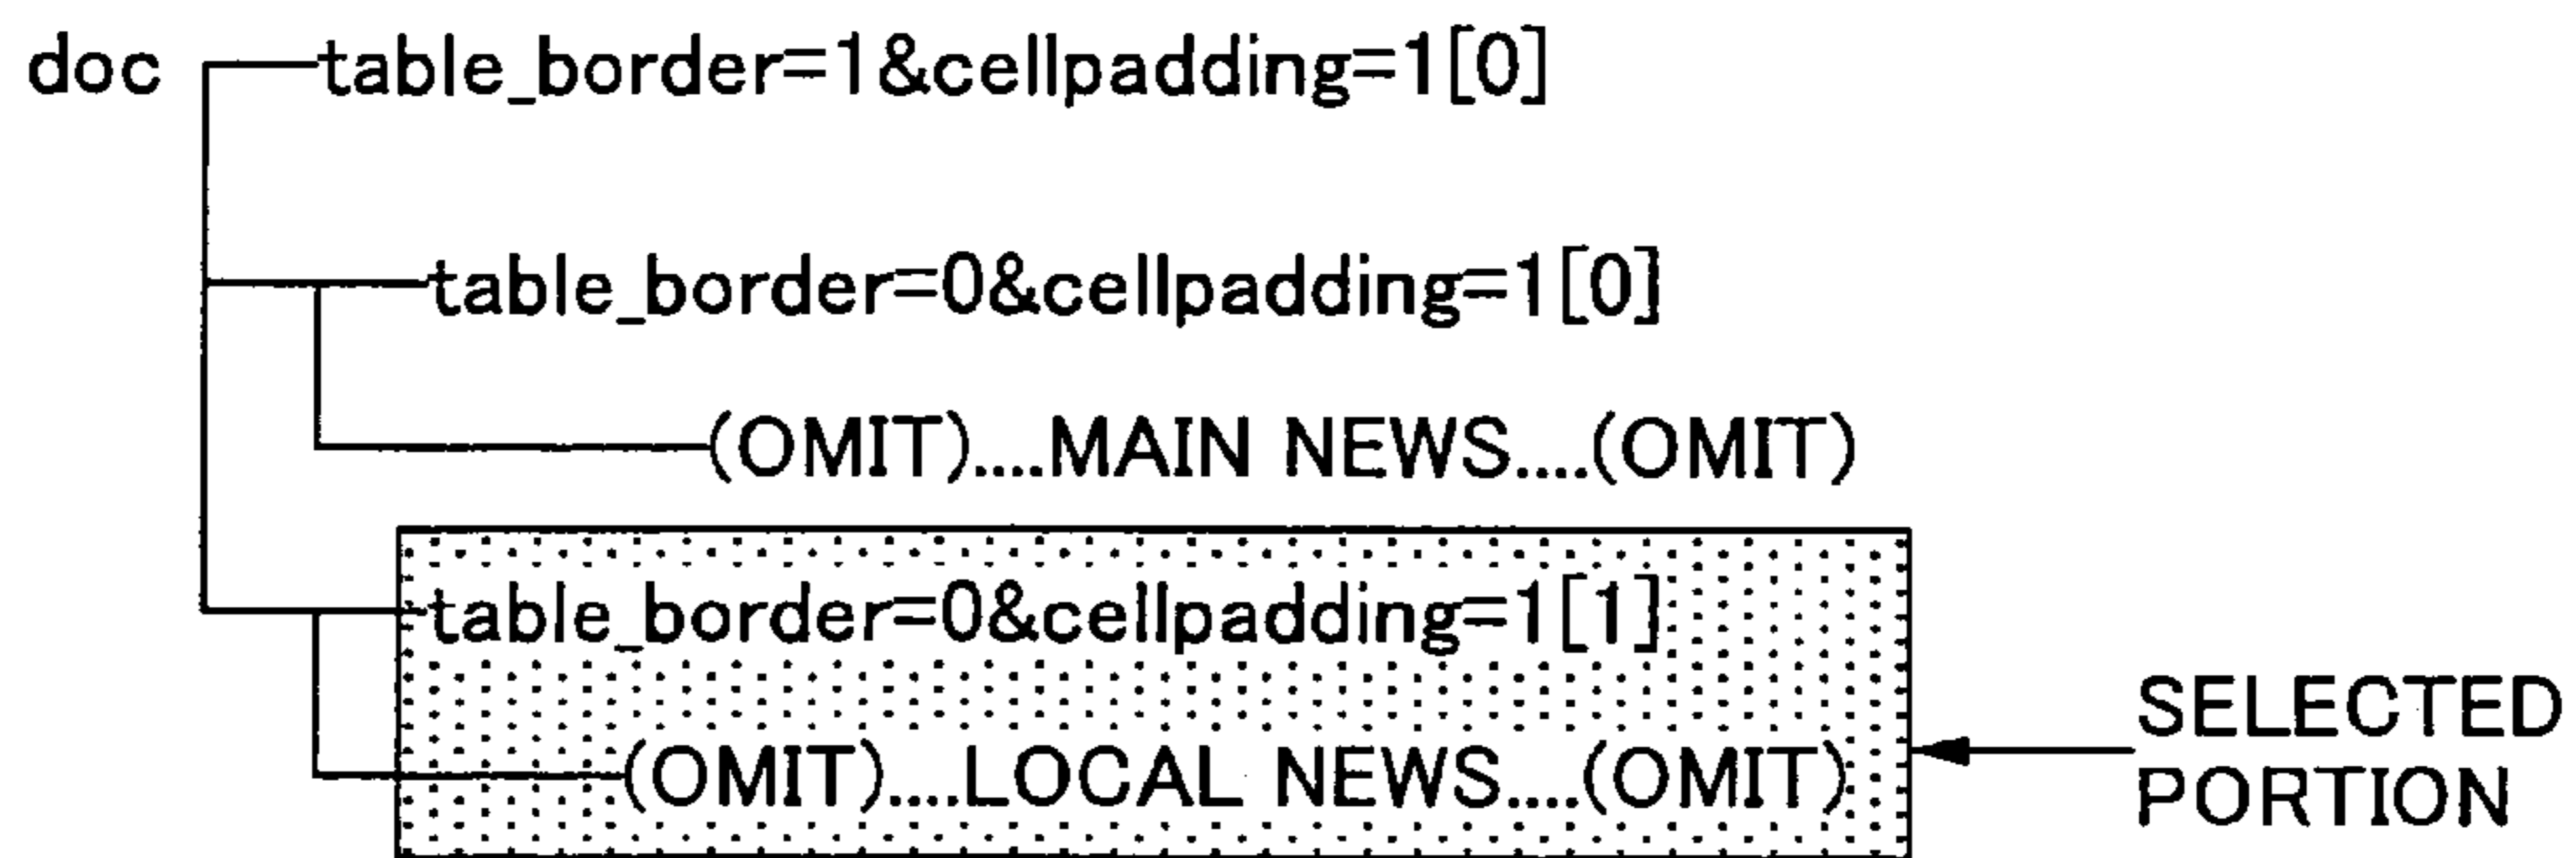 doc table_border=1&cellpadding=1[0]
table_border=0&cellpadding=1[0]
(OMIT)....MAIN NEWS....(OMIT)
table_border=0&cellpadding=1[1]
(OMIT)....LOCAL NEWS....(OMIT)
SELECTED
PORTION